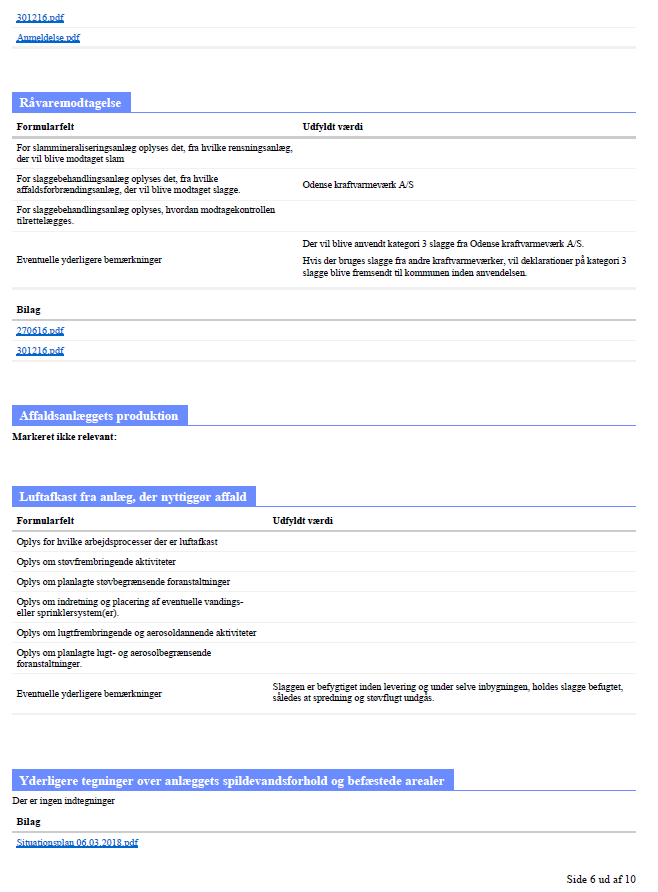 301216.pdf
Anmeldelse.pdf
Råvaremodtagelse
Formularfelt Udfyldt værdi
For slammineraliseringsanlæg oplyses det, fra hvilke rensningsanlæg,
der vil blive modtaget slam
For slaggebehandlingsanlæg oplyses det, fra hvilke
affaldsforbrændingsanlæg, der vil blive modtaget slagge.
Odense kraftvarmeværk A/S
For slaggebehandlingsanlæg oplyses, hvordan modtagekontrollen
tilrettelægges.
Eventuelle yderligere bemærkninger
Der vil blive anvendt kategori 3 slagge fra Odense kraftvarmeværk A/S.
Hvis der bruges slagge fra andre kraftvarmeværker, vil deklarationer på kategori 3
slagge blive fremsendt til kommunen inden anvendelsen.
Bilag
270616.pdf
301216.pdf
Affaldsanlæggets produktion
Markeret ikke relevant:
Luftafkast fra anlæg, der nyttiggør affald
Formularfelt Udfyldt værdi
Oplys for hvilke arbejdsprocesser der er luftafkast
Oplys om støvfrembringende aktiviteter
Oplys om planlagte støvbegrænsende foranstaltninger
Oplys om indretning og placering af eventuelle vandings-
eller sprinklersystem(er).
Oplys om lugtfrembringende og aerosoldannende aktiviteter
Oplys om planlagte lugt- og aerosolbegrænsende
foranstaltninger.
Eventuelle yderligere bemærkninger
Slaggen er befygtiget inden levering og under selve inbygningen, holdes slagge befugtet,
således at spredning og støvflugt undgås.
Yderligere tegninger over anlæggets spildevandsforhold og befæstede arealer
Der er ingen indtegninger
Bilag
Situationsplan 06.03.2018.pdf
Side 6 ud af 10